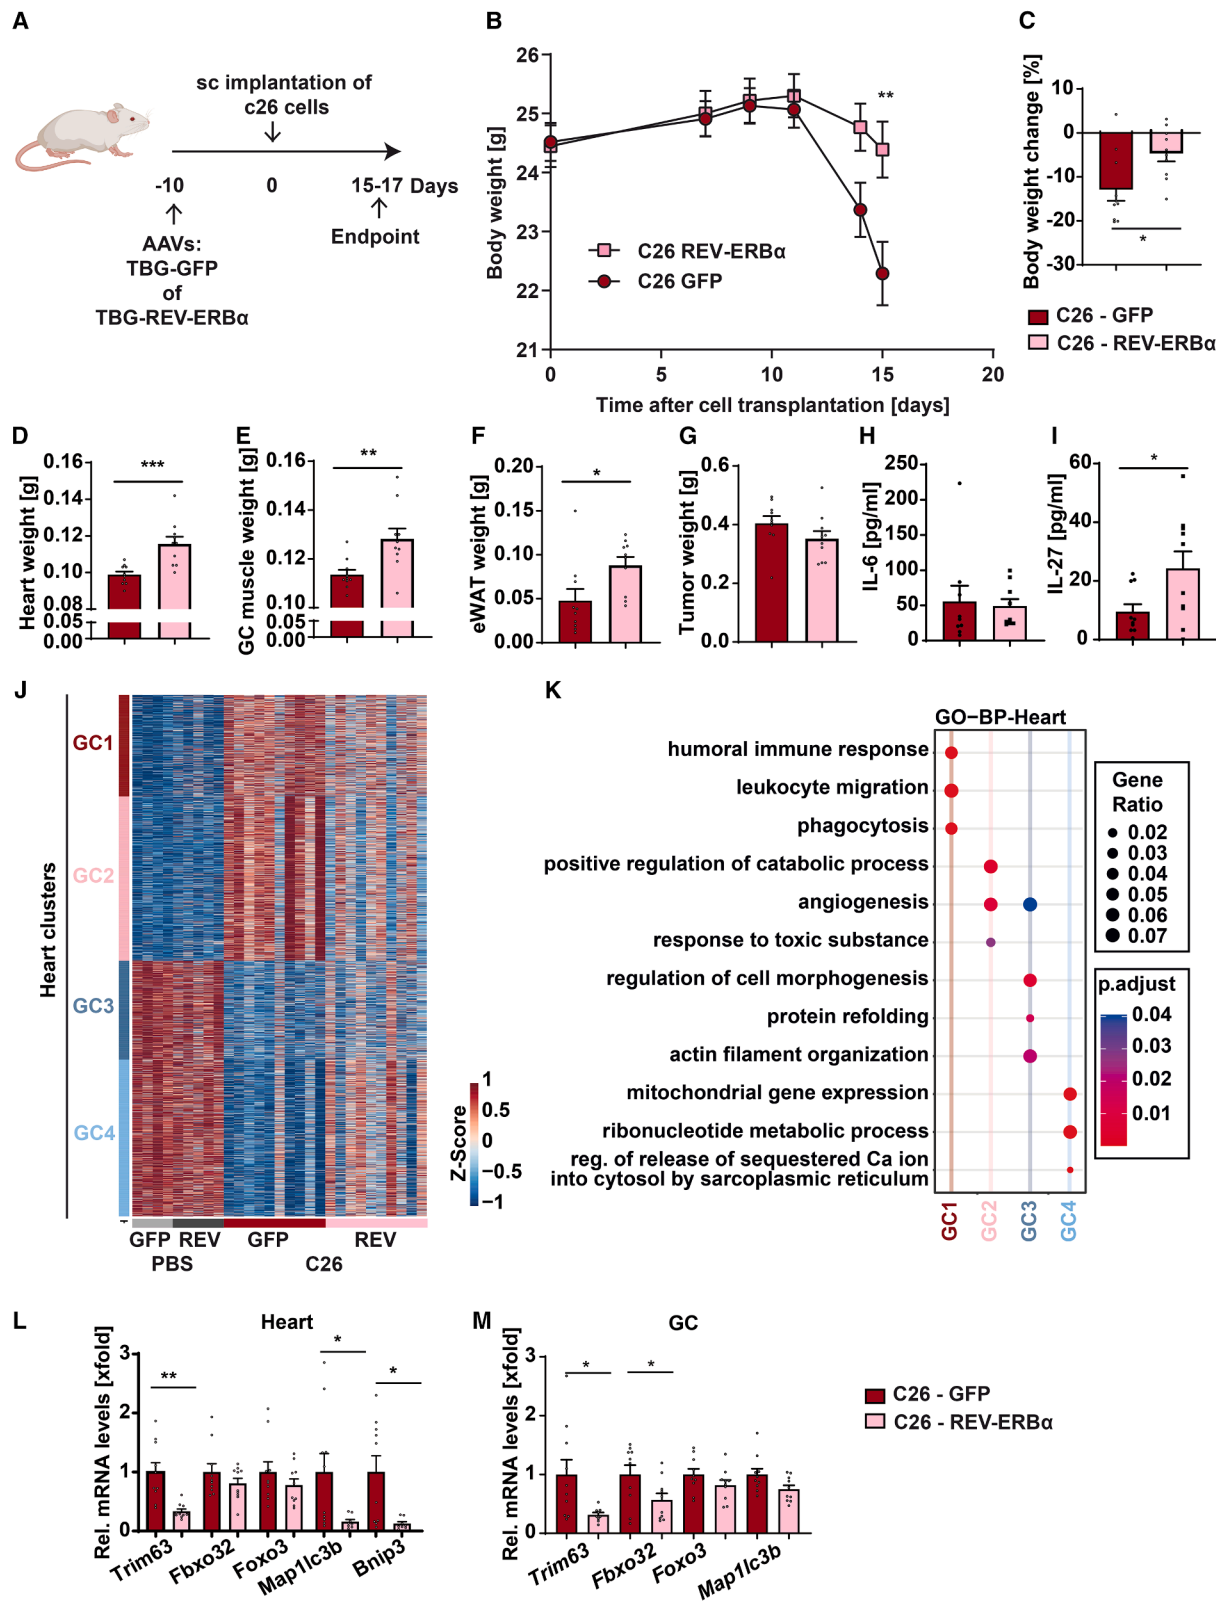 A
sc implantation of
c26 cells
-10
0
15-17 Days
AAVs:
TBG-GFP
of
TBG-REV-ERBα
Endpoint
B
Body weight [g]
26
25
24
23
22
21
**
C26 REV-ERBα
C26 GFP
0
5
10
15
20
Time after cell transplantation [days]
C
Body weight change [%]
10
0
-10
-20
-30
*
C26 - GFP
C26 - REV-ERBα
D
Heart weight [g]
0.16
0.14
0.12
0.10
0.08
0.05
0.00
***
E
GC muscle weight [g]
0.16
0.14
0.12
0.10
0.05
0.00
**
F
eWAT weight [g]
0.20
0.15
0.10
0.05
0.00
*
G
Tumor weight [g]
0.6
0.4
0.2
0.0
H
IL-6 [pg/ml]
250
200
150
100
50
0
I
IL-27 [pg/ml]
60
40
20
0
*
J
Heart clusters
GC1
GC2
GC3
GC4
GFP REV
PBS
GFP
REV
C26
Z-Score
1
0.5
0
−0.5
−1
K
GO−BP-Heart
humoral immune response
leukocyte migration
phagocytosis
positive regulation of catabolic process
angiogenesis
response to toxic substance
regulation of cell morphogenesis
protein refolding
actin filament organization
mitochondrial gene expression
ribonucleotide metabolic process
reg. of release of sequestered Ca ion
into cytosol by sarcoplasmic reticulum
GC1
GC2
GC3
GC4
Gene
Ratio
0.02
0.03
0.04
0.05
0.06
0.07
p.adjust
0.04
0.03
0.02
0.01
L
Heart
Rel. mRNA levels [xfold]
3
2
1
0
**
*
*
Trim63
Fbxo32
Foxo3
Map1lc3b
Bnip3
M
GC
Rel. mRNA levels [xfold]
3
2
1
0
*
*
Trim63
Fbxo32
Foxo3
Map1lc3b
C26 - GFP
C26 - REV-ERBα